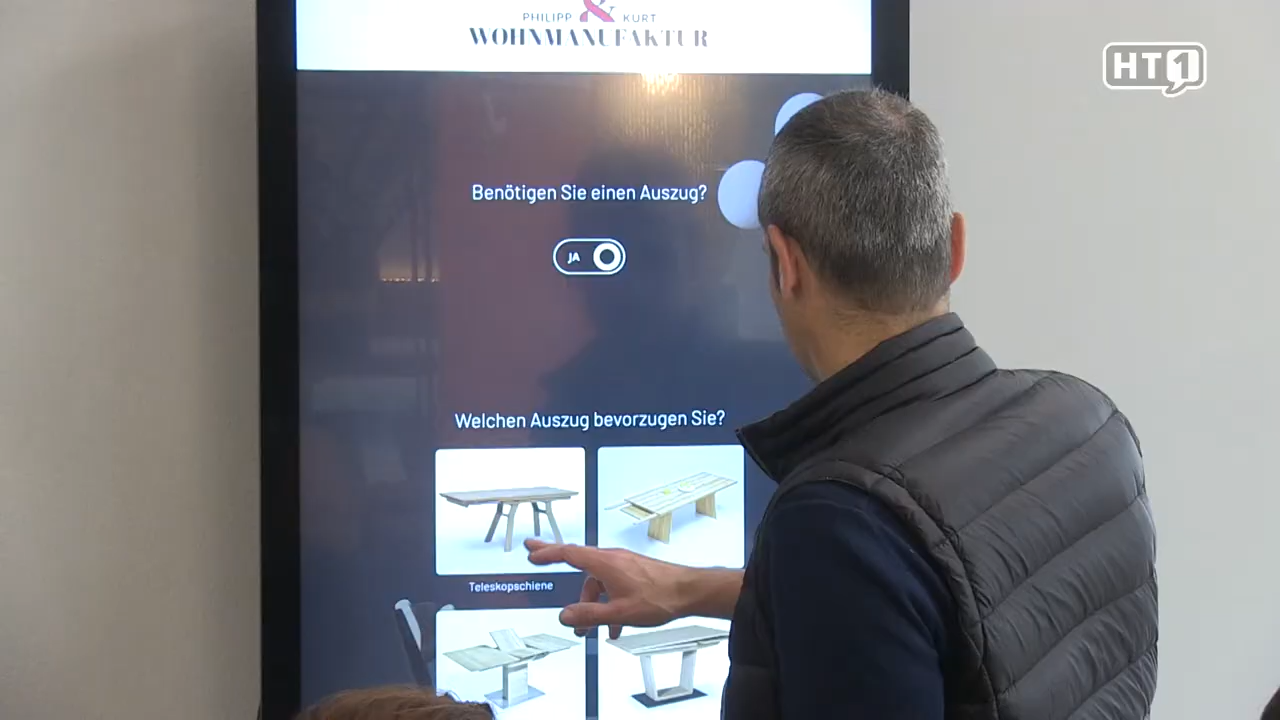 PHILIPP & KURT
WOHNMANUFAKTUR
HT1
Benötigen Sie einen Auszug?
JA
Welchen Auszug bevorzugen Sie?
Teleskopschiene